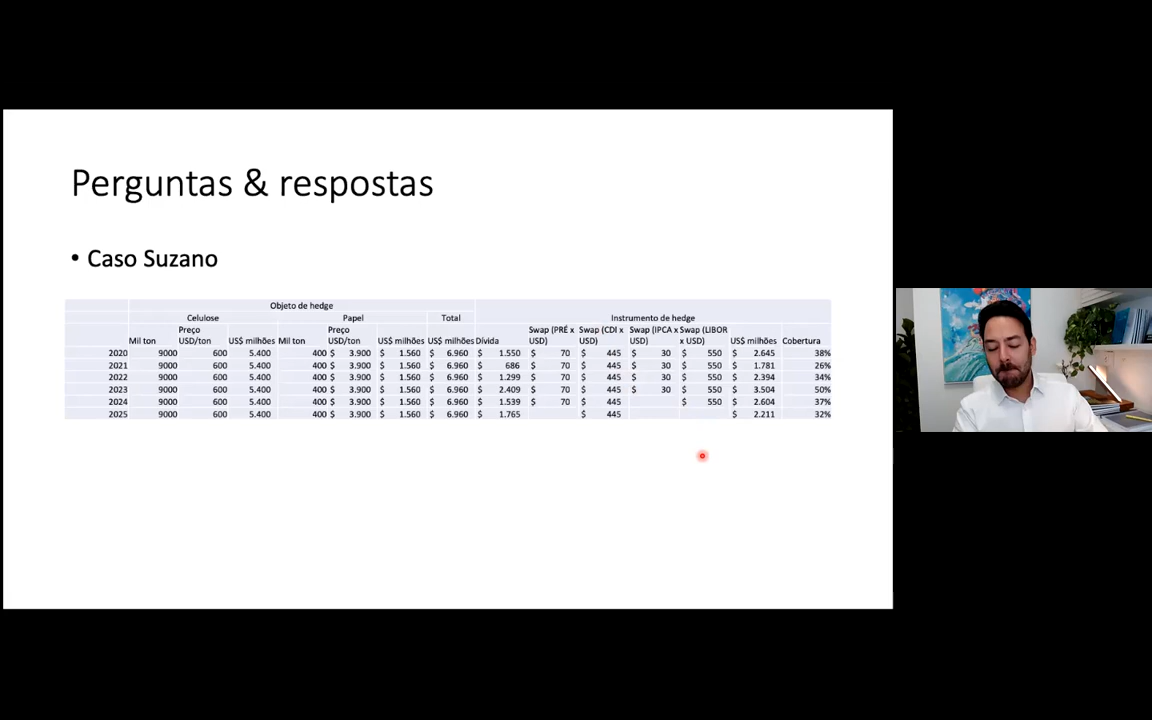 Perguntas & respostas
• Caso Suzano
Objeto de hedge
Celulose Papel Total Instrumento de hedge
Preço Preço Swap (PRÉ x Swap (CDI x Swap (IPCA x Swap (LIBOR
Mil ton USD/ton US$ milhões Mil ton USD/ton US$ milhões US$ milhões Dívida USD) USD) USD) x USD) US$ milhões Cobertura
2020 9000 600 5.400 400 $ 3.900 $ 1.560 $ 6.960 $ 1.550 $ 70 $ 445 $ 30 $ 550 $ 2.645 38%
2021 9000 600 5.400 400 $ 3.900 $ 1.560 $ 6.960 $ 686 $ 70 $ 445 $ 30 $ 550 $ 1.781 26%
2022 9000 600 5.400 400 $ 3.900 $ 1.560 $ 6.960 $ 1.299 $ 70 $ 445 $ 30 $ 550 $ 2.394 34%
2023 9000 600 5.400 400 $ 3.900 $ 1.560 $ 6.960 $ 2.409 $ 70 $ 445 $ 30 $ 550 $ 3.504 50%
2024 9000 600 5.400 400 $ 3.900 $ 1.560 $ 6.960 $ 1.539 $ 70 $ 445 $ 550 $ 2.604 37%
2025 9000 600 5.400 400 $ 3.900 $ 1.560 $ 6.960 $ 1.765 $ 445 $ 2.211 32%